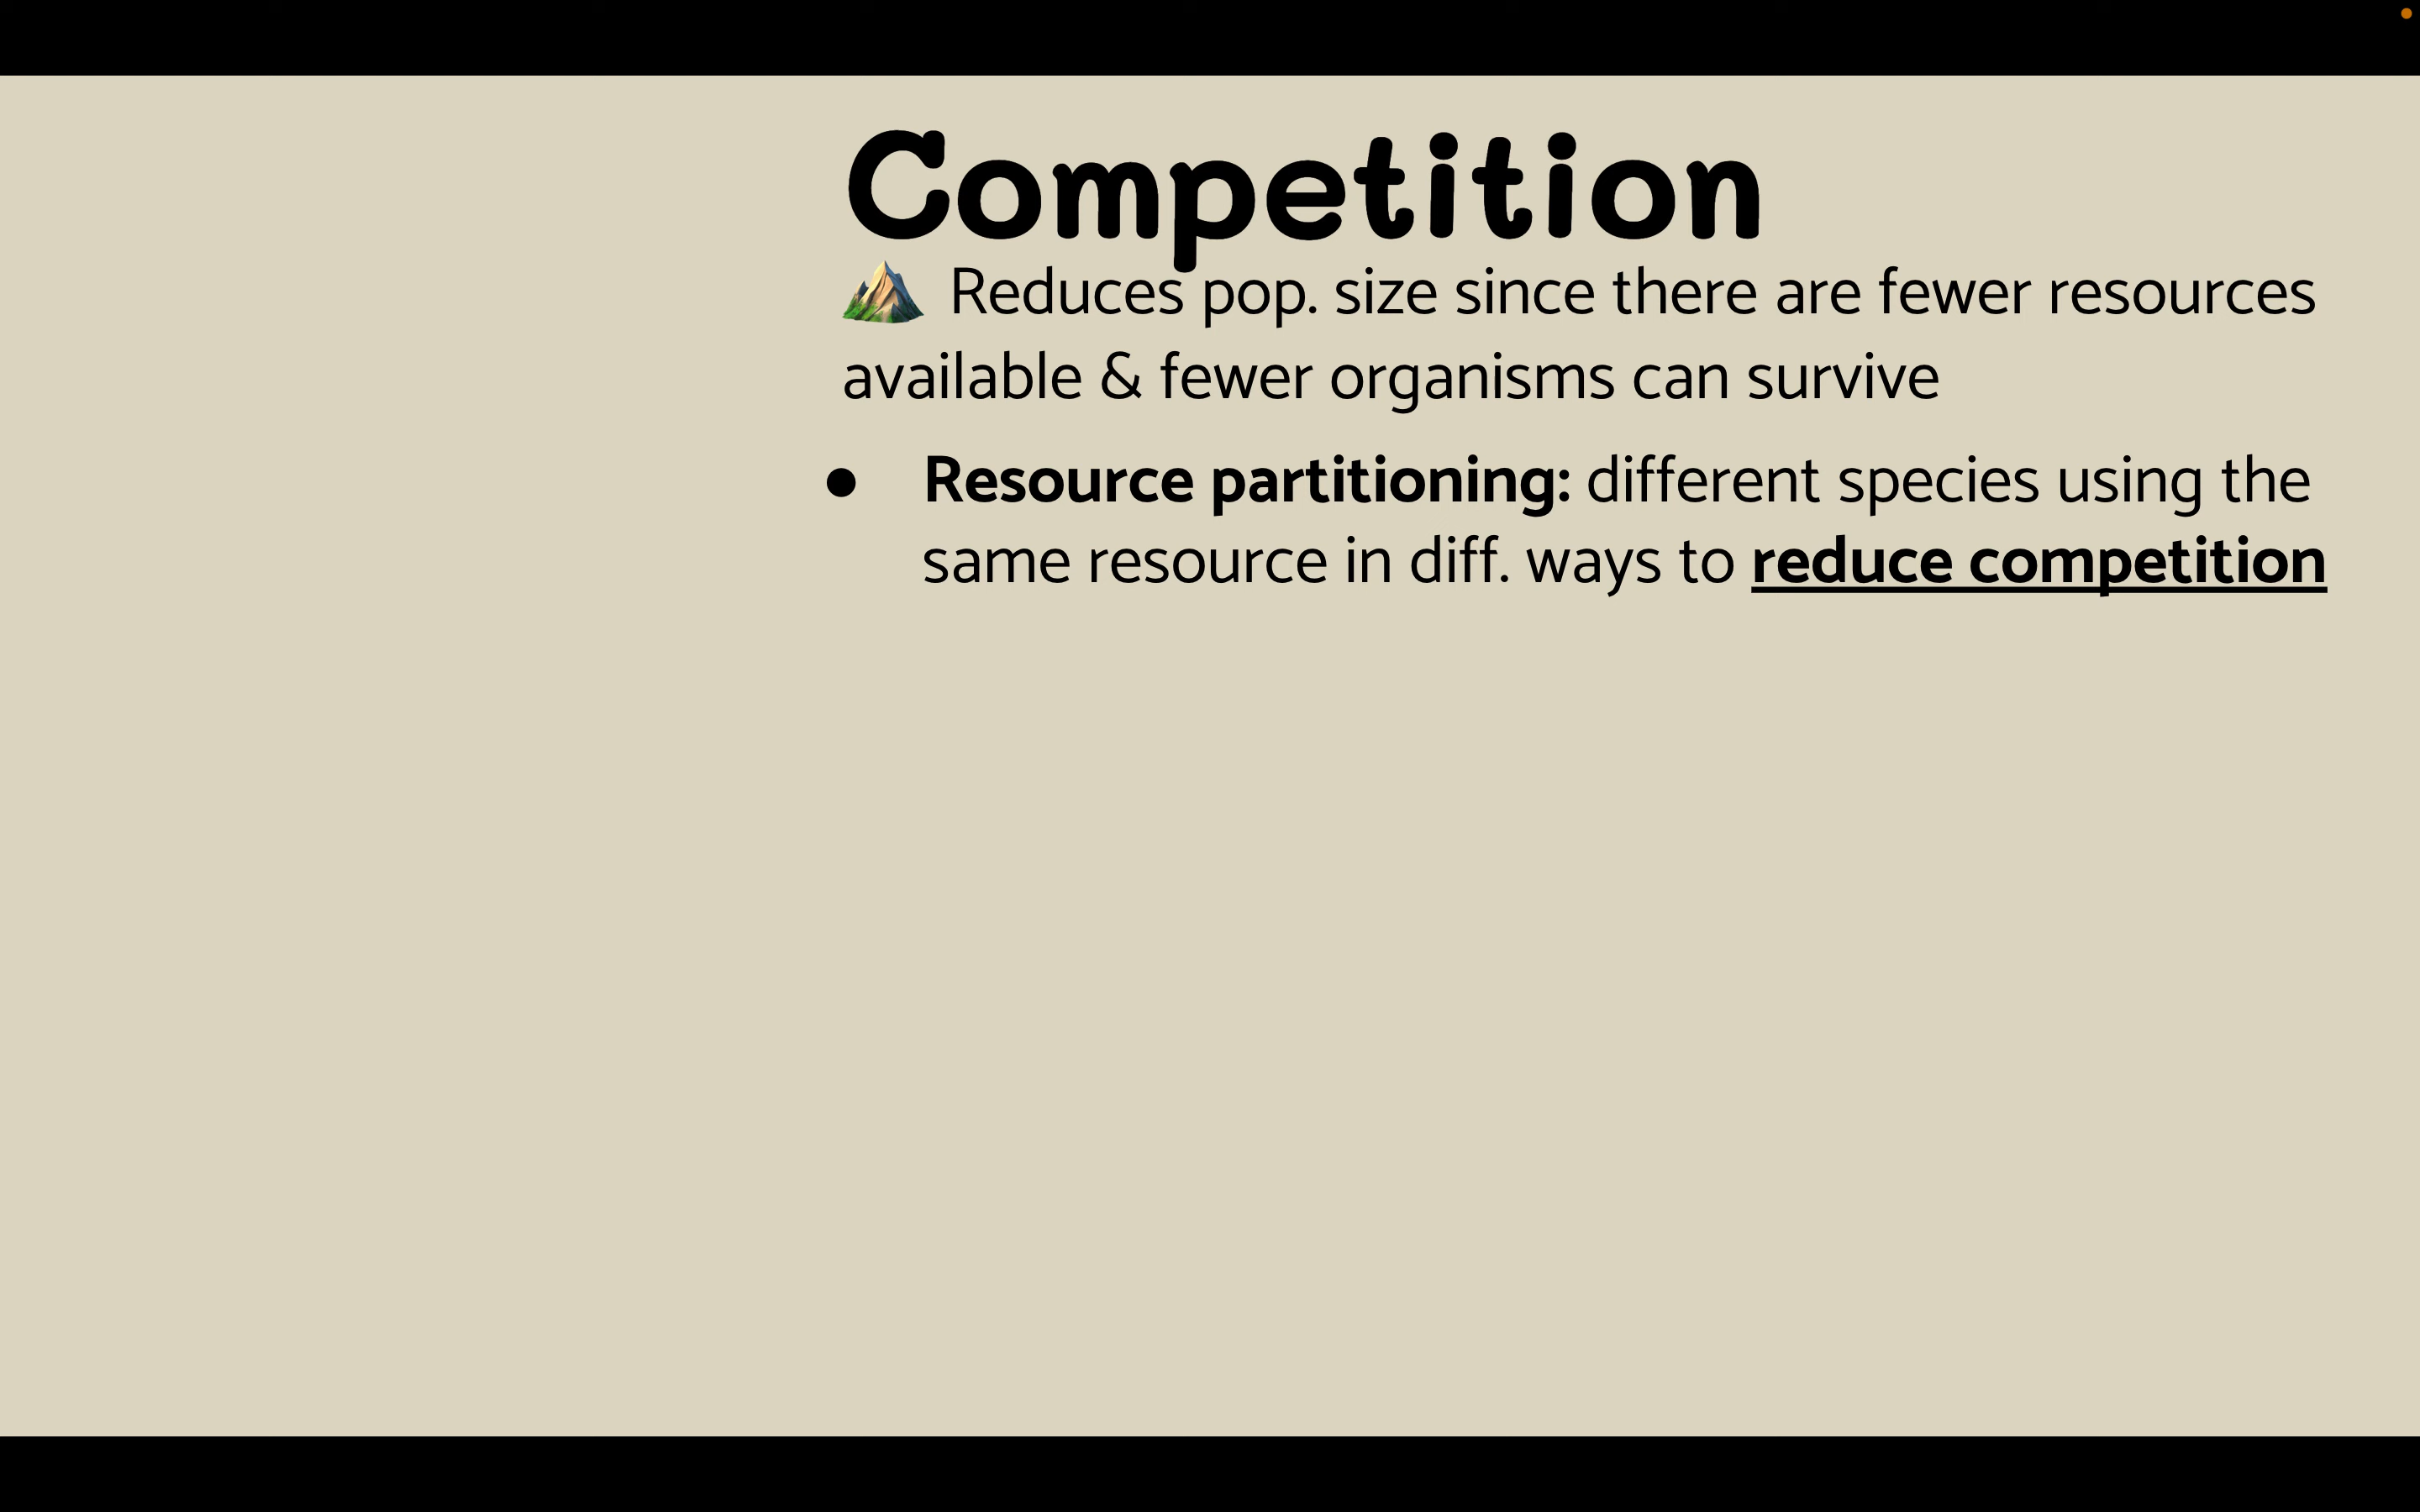 Competition
⛰️ Reduces pop. size since there are fewer resources
available & fewer organisms can survive
● Resource partitioning: different species using the
same resource in diff. ways to reduce competition